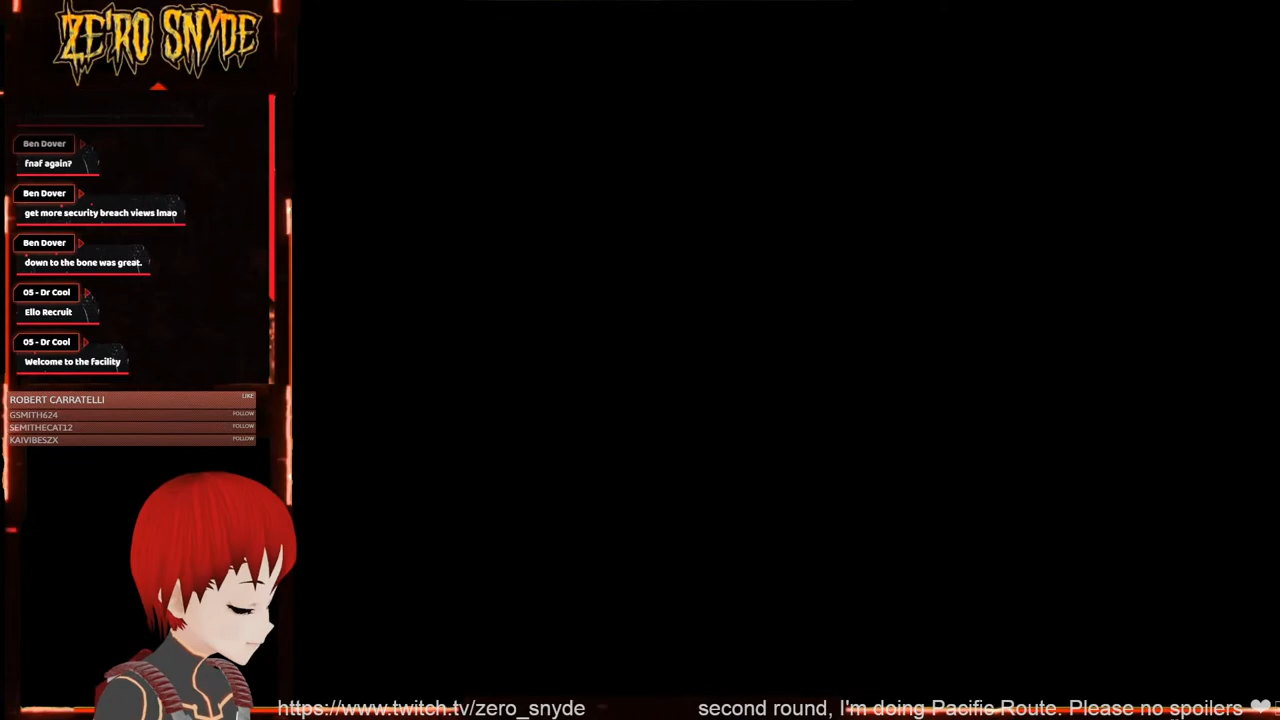 ZE'RO SNYDE
Ben Dover
fnaf again?
Ben Dover
get more security breach views lmao
Ben Dover
down to the bone was great.
05 - Dr Cool
Ello Recruit
05 - Dr Cool
Welcome to the facility
ROBERT CARRATELLI LIKE
GSMITH624 FOLLOW
SEMITHECAT12 FOLLOW
KAIVIBESZX FOLLOW
https://www.twitch.tv/zero_snyde second round, I'm doing Pacific Route. Please no spoilers ❤